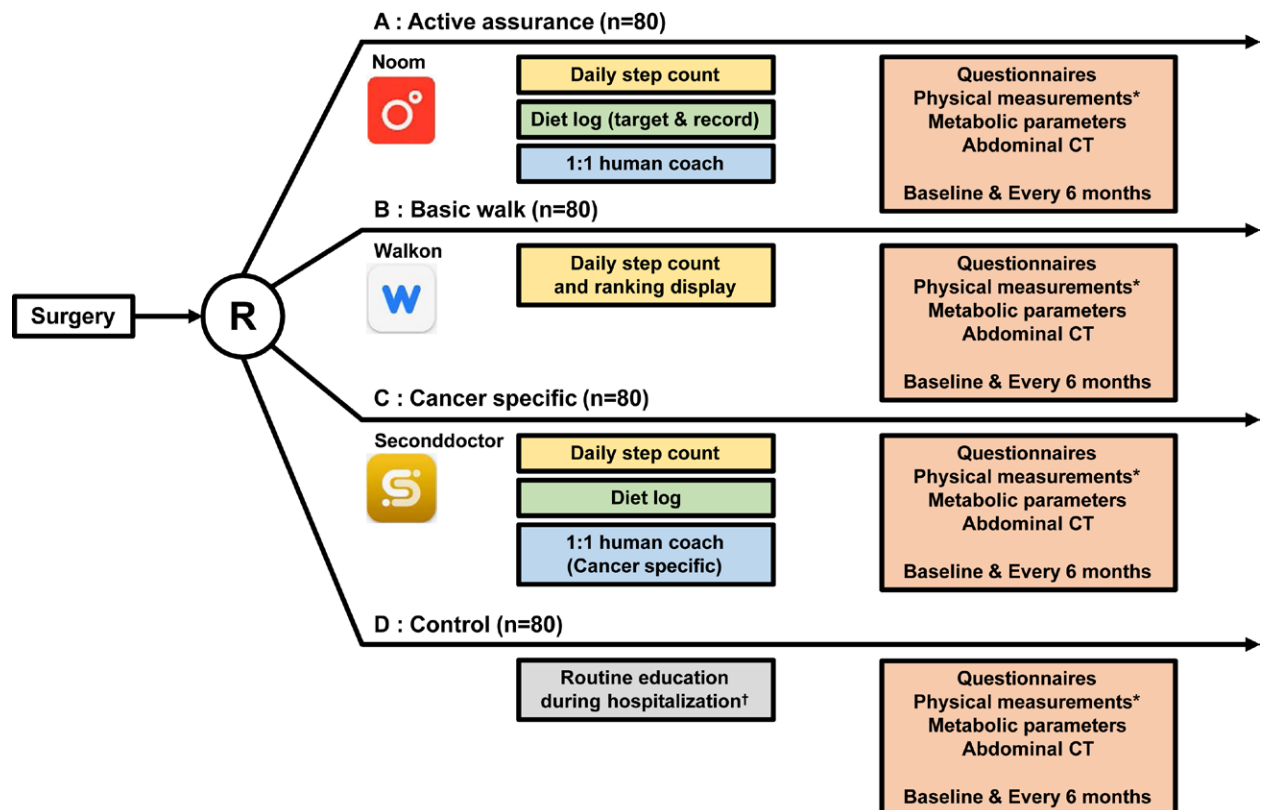 A : Active assurance (n=80)
Noom
Daily step count
Diet log (target & record)
1:1 human coach
Questionnaires
Physical measurements*
Metabolic parameters
Abdominal CT
Baseline & Every 6 months
B : Basic walk (n=80)
Walkon
W
Daily step count
and ranking display
Questionnaires
Physical measurements*
Metabolic parameters
Abdominal CT
Baseline & Every 6 months
Surgery
R
C : Cancer specific (n=80)
Seconddoctor
S
Daily step count
Diet log
1:1 human coach
(Cancer specific)
Questionnaires
Physical measurements*
Metabolic parameters
Abdominal CT
Baseline & Every 6 months
D : Control (n=80)
Routine education
during hospitalization†
Questionnaires
Physical measurements*
Metabolic parameters
Abdominal CT
Baseline & Every 6 months